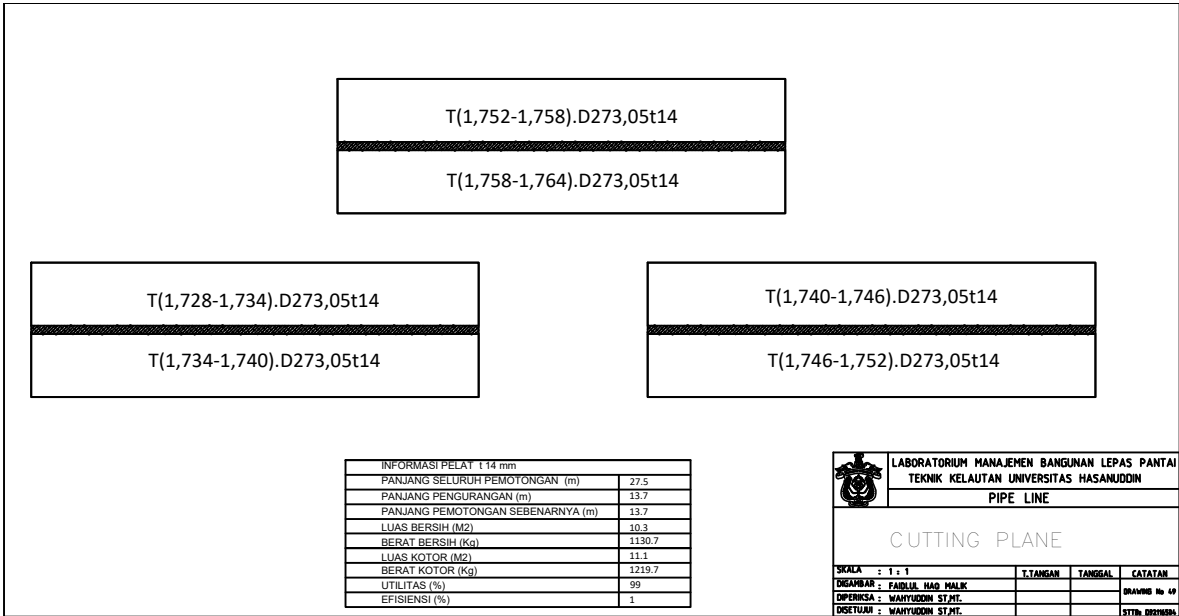 T(1,752-1,758).D273,05t14
T(1,758-1,764).D273,05t14
T(1,728-1,734).D273,05t14
T(1,734-1,740).D273,05t14
T(1,740-1,746).D273,05t14
T(1,746-1,752).D273,05t14
INFORMASI PELAT t 14 mm
PANJANG SELURUH PEMOTONGAN (m) 27.5
PANJANG PENGURANGAN (m) 13.7
PANJANG PEMOTONGAN SEBENARNYA (m) 13.7
LUAS BERSIH (M2) 10.3
BERAT BERSIH (Kg) 1130.7
LUAS KOTOR (M2) 11.1
BERAT KOTOR (Kg) 1219.7
UTILITAS (%) 99
EFISIENSI (%) 1
LABORATORIUM MANAJEMEN BANGUNAN LEPAS PANTAI
TEKNIK KELAUTAN UNIVERSITAS HASANUDDIN
PIPE LINE
CUTTING PLANE
SKALA : 1 : 1 T.TANGAN TANGGAL CATATAN
DIGAMBAR : FAIDLUL HAQ MALIK
DIPERIKSA : WAHYUDDIN ST,MT.
DRAWING No 49
DISETUJUI : WAHYUDDIN ST,MT.